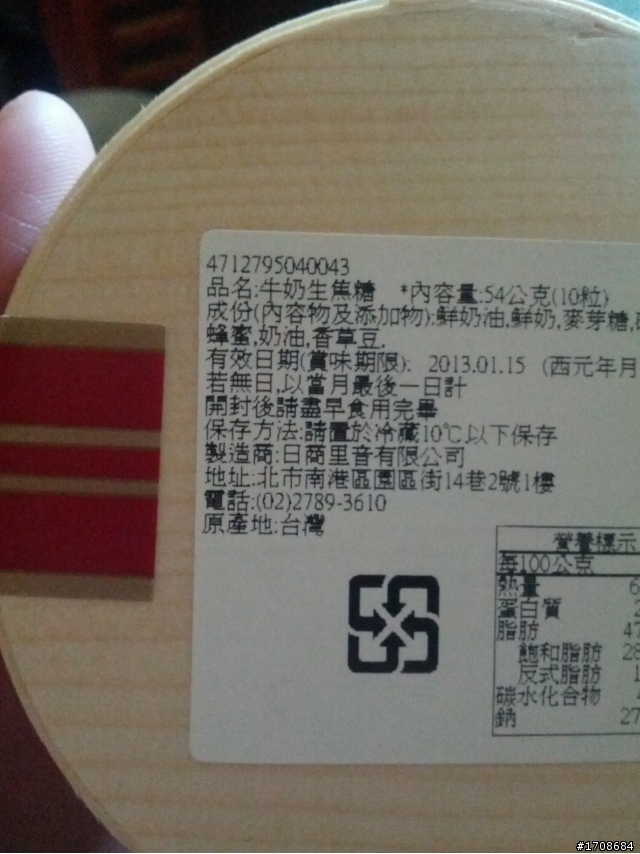 4712795040043
品名:牛奶生焦糖 *內容量:54公克(10粒)
成份(內容物及添加物):鮮奶油,鮮奶,麥芽糖,
蜂蜜,奶油,香草豆.
有效日期(賞味期限): 2013.01.15 (西元年月
若無日,以當月最後一日計
開封後請盡早食用完畢
保存方法:請置於冷藏10℃以下保存
製造商:日商里音有限公司
地址:北市南港區園區街14巷2號1樓
電話:(02)2789-3610
原產地:台灣
營養標示
每100公克
熱量 6
蛋白質 2
脂肪 47
飽和脂肪 28
反式脂肪 1
碳水化合物
鈉 27
#1708684